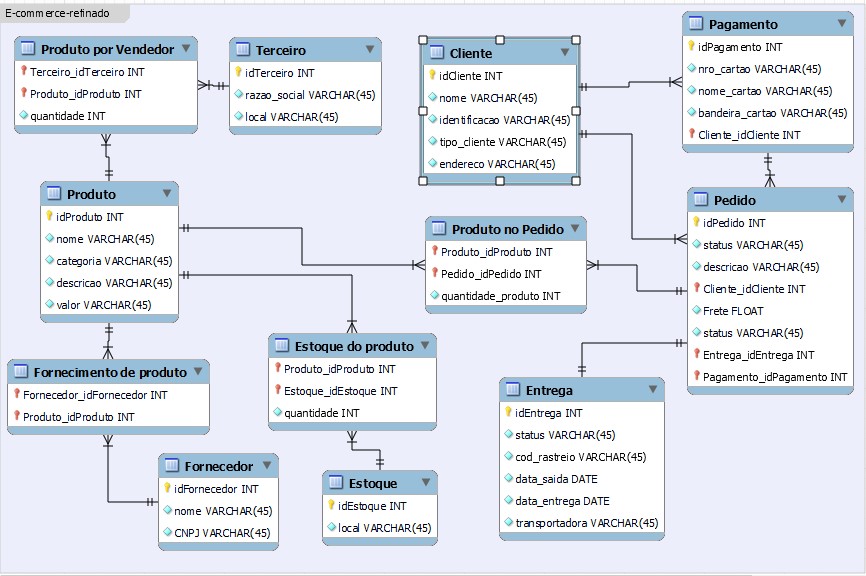 E-commerce-refinado
Produto por Vendedor
Terceiro_idTerceiro INT
Produto_idProduto INT
quantidade INT
Terceiro
idTerceiro INT
razao_social VARCHAR(45)
local VARCHAR(45)
Cliente
idCliente INT
nome VARCHAR(45)
identificacao VARCHAR(45)
tipo_cliente VARCHAR(45)
endereco VARCHAR(45)
Pagamento
idPagamento INT
nro_cartao VARCHAR(45)
nome_cartao VARCHAR(45)
bandeira_cartao VARCHAR(45)
Cliente_idCliente INT
Produto
idProduto INT
nome VARCHAR(45)
categoria VARCHAR(45)
descricao VARCHAR(45)
valor VARCHAR(45)
Produto no Pedido
Produto_idProduto INT
Pedido_idPedido INT
quantidade_produto INT
Pedido
idPedido INT
status VARCHAR(45)
descricao VARCHAR(45)
Cliente_idCliente INT
Frete FLOAT
status VARCHAR(45)
Entrega_idEntrega INT
Pagamento_idPagamento INT
Fornecimento de produto
Fornecedor_idFornecedor INT
Produto_idProduto INT
Estoque do produto
Produto_idProduto INT
Estoque_idEstoque INT
quantidade INT
Entrega
idEntrega INT
status VARCHAR(45)
cod_rastreio VARCHAR(45)
data_saida DATE
data_entrega DATE
transportadora VARCHAR(45)
Fornecedor
idFornecedor INT
nome VARCHAR(45)
CNPJ VARCHAR(45)
Estoque
idEstoque INT
local VARCHAR(45)